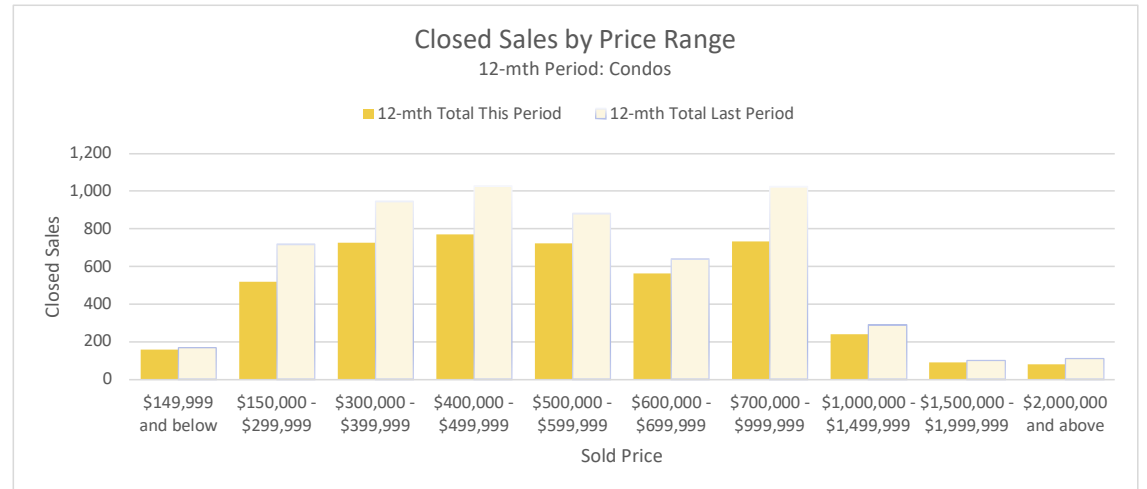 Closed Sales by Price Range
12-mth Period: Condos
12-mth Total This Period 12-mth Total Last Period
1,200
1,000
800
600
400
200
0
Closed Sales
$149,999 and below
$150,000 - $299,999
$300,000 - $399,999
$400,000 - $499,999
$500,000 - $599,999
$600,000 - $699,999
$700,000 - $999,999
$1,000,000 - $1,499,999
$1,500,000 - $1,999,999
$2,000,000 and above
Sold Price